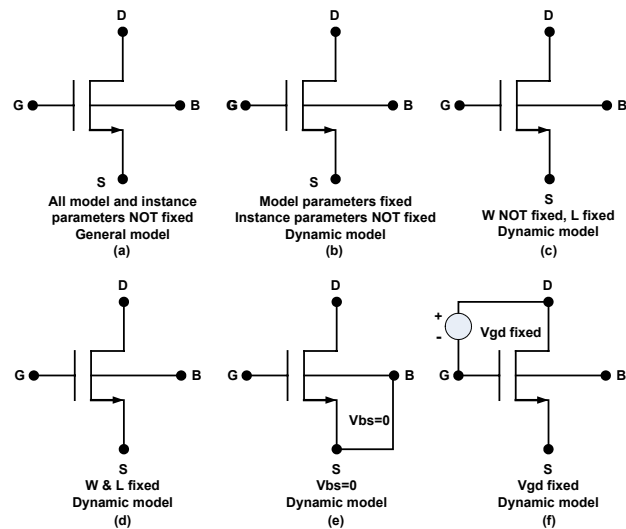 D D D
G B G B G B
S S S
All model and instance Model parameters fixed W NOT fixed, L fixed
parameters NOT fixed Instance parameters NOT fixed Dynamic model
General model Dynamic model (c)
(a) (b)
D D D
+
-
Vgd fixed
G B G B G B
Vbs=0
S S S
W & L fixed Vbs=0 Vgd fixed
Dynamic model Dynamic model Dynamic model
(d) (e) (f)